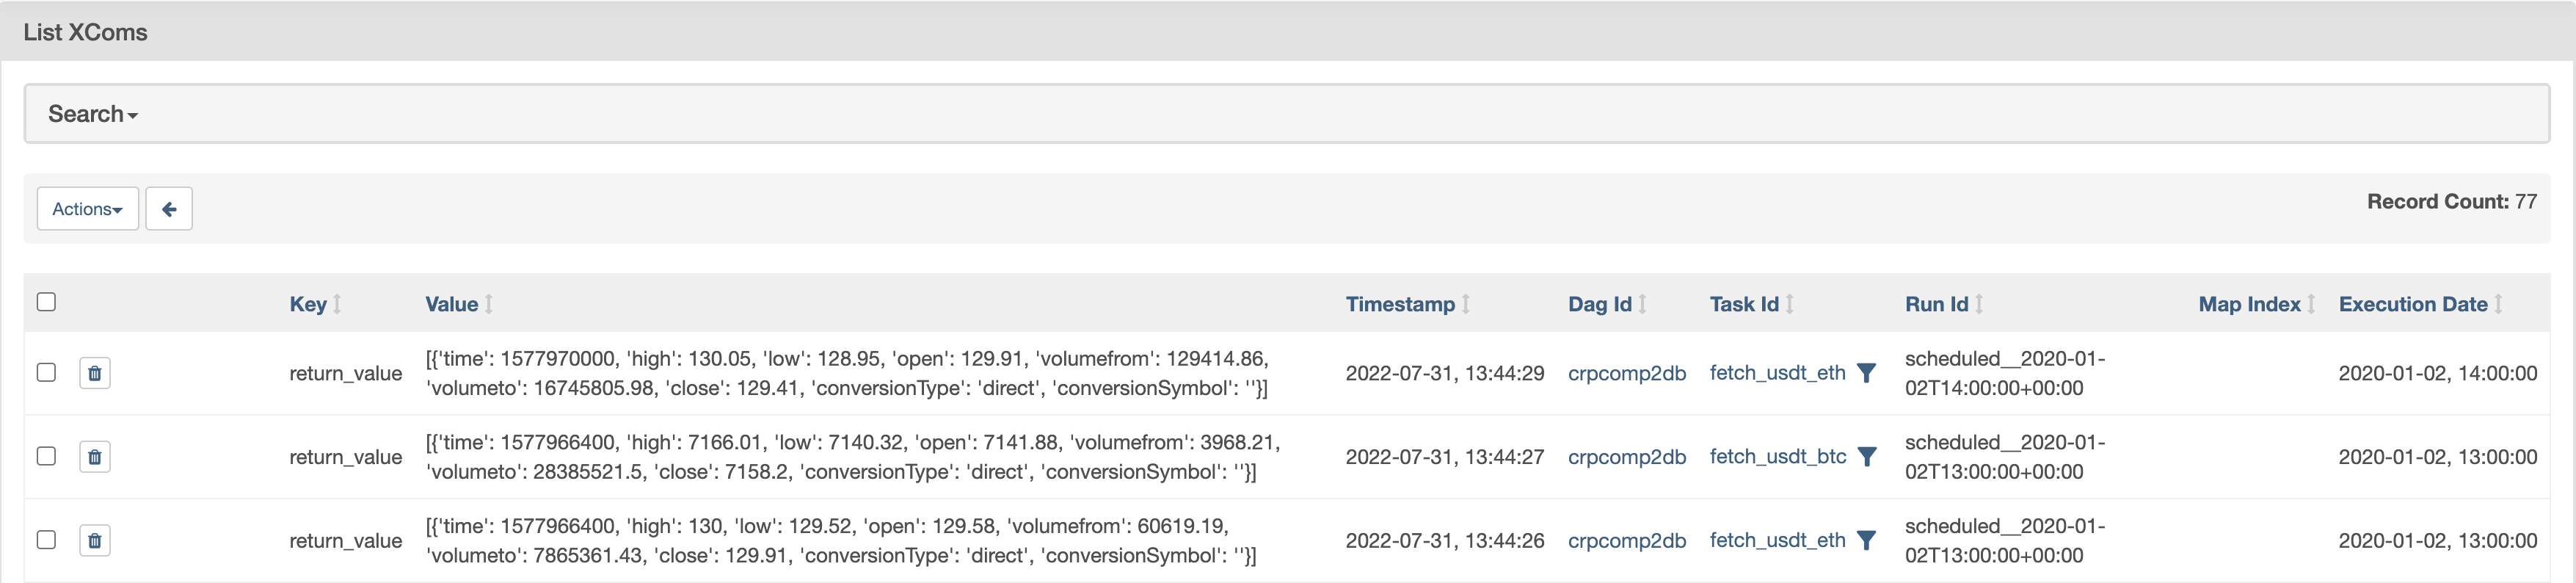 List XComs
Search
Actions
Record Count: 77
Key Value Timestamp Dag Id Task Id Run Id Map Index Execution Date
return_value [{'time': 1577970000, 'high': 130.05, 'low': 128.95, 'open': 129.91, 'volumefrom': 129414.86, 'volumeto': 16745805.98, 'close': 129.41, 'conversionType': 'direct', 'conversionSymbol': ''}] 2022-07-31, 13:44:29 crpcomp2db fetch_usdt_eth scheduled__2020-01-02T14:00:00+00:00 2020-01-02, 14:00:00
return_value [{'time': 1577966400, 'high': 7166.01, 'low': 7140.32, 'open': 7141.88, 'volumefrom': 3968.21, 'volumeto': 28385521.5, 'close': 7158.2, 'conversionType': 'direct', 'conversionSymbol': ''}] 2022-07-31, 13:44:27 crpcomp2db fetch_usdt_btc scheduled__2020-01-02T13:00:00+00:00 2020-01-02, 13:00:00
return_value [{'time': 1577966400, 'high': 130, 'low': 129.52, 'open': 129.58, 'volumefrom': 60619.19, 'volumeto': 7865361.43, 'close': 129.91, 'conversionType': 'direct', 'conversionSymbol': ''}] 2022-07-31, 13:44:26 crpcomp2db fetch_usdt_eth scheduled__2020-01-02T13:00:00+00:00 2020-01-02, 13:00:00